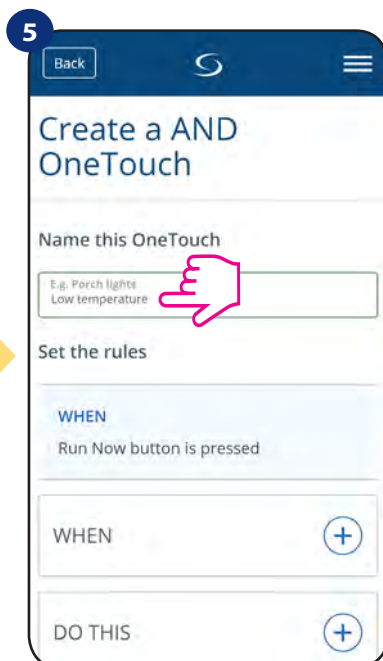 5
Back
Create a AND
OneTouch
Name this OneTouch
E.g. Porch lights
Low temperature
Set the rules
WHEN
Run Now button is pressed
WHEN
DO THIS